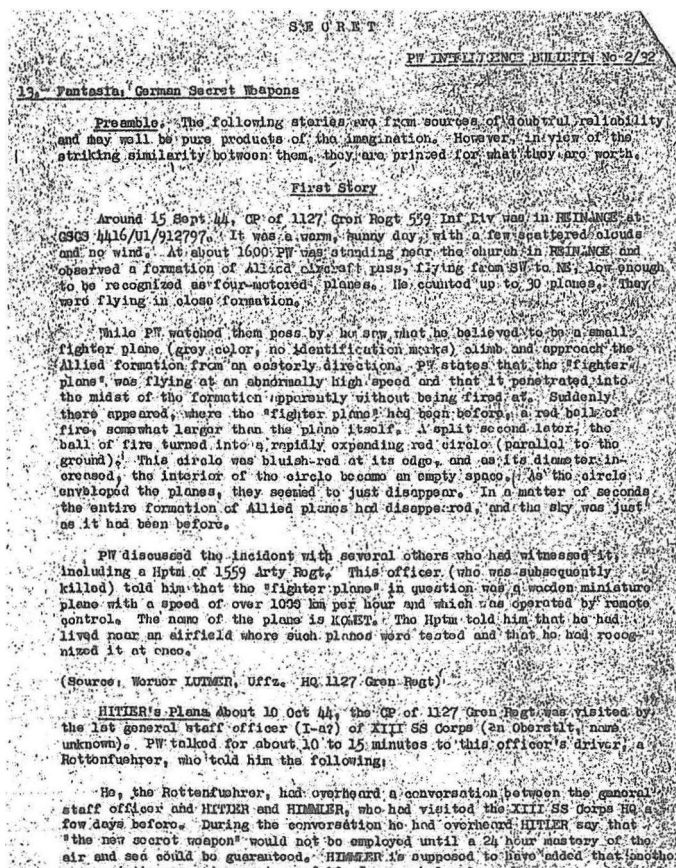 SECRET
PW INTELLIGENCE BULLETIN No 2/32
13.- Fantasia, German Secret Weapons
Preamble. The following stories are from sources of doubtful reliability
and may well be pure products of the imagination. However, in view of the
striking similarity between them, they are printed for what they are worth.
First Story
Around 15 Sept 44, CP of 1127 Gren Regt 559 Inf Div was in REINANGE at
GSGS 4416/U1/912797. It was a warm, sunny day, with a few scattered clouds
and no wind. At about 1600 PW was standing near the church in REINANGE and
observed a formation of Allied aircraft pass, flying from SW to NE, low enough
to be recognized as four-motored planes. He counted up to 30 planes. They
were flying in close formation.
While PW watched them pass by he saw what he believed to be a small
fighter plane (grey color, no identification marks) climb and approach the
Allied formation from an easterly direction. PW states that the "fighter
plane" was flying at an abnormally high speed and that it penetrated into
the midst of the formation apparently without being fired at. Suddenly
there appeared, where the "fighter plane" had been before, a red ball of
fire, somewhat larger than the plane itself. A split second later, the
ball of fire turned into a rapidly expanding red circle (parallel to the
ground). This circle was bluish-red at its edge, and as its diameter in-
creased, the interior of the circle became an empty space. As the circle
enveloped the planes, they seemed to just disappear. In a matter of seconds
the entire formation of Allied planes had disappeared, and the sky was just
as it had been before.
PW discussed the incident with several others who had witnessed it,
including a Hptm of 1559 Arty Regt. This officer (who was subsequently
killed) told him that the "fighter plane" in question was a wooden miniature
plane with a speed of over 1000 km per hour and which was operated by remote
control. The name of the plane is KOMET. The Hptm told him that he had
lived near an airfield where such planes were tested and that he had recog-
nized it at once.
(Source: Werner LUTMER, Uffz. HQ 1127 Gren Regt)
HITLER's Plans About 10 Oct 44, the CP of 1127 Gren Regt was visited by
the 1st general staff officer (I-a?) of XIII SS Corps (an Oberstlt, name
unknown). PW talked for about 10 to 15 minutes to this officer's driver, a
Rottenfuehrer, who told him the following:
He, the Rottenfuehrer, had overheard a conversation between the general
staff officer and HITLER and HIMMLER, who had visited the XIII SS Corps HQ a
few days before. During the conversation he had overheard HITLER say that
"the new secret weapon" would not be employed until a 24 hour mastery of the
air and sea could be guaranteed. HIMMLER is supposed to have added that anothe